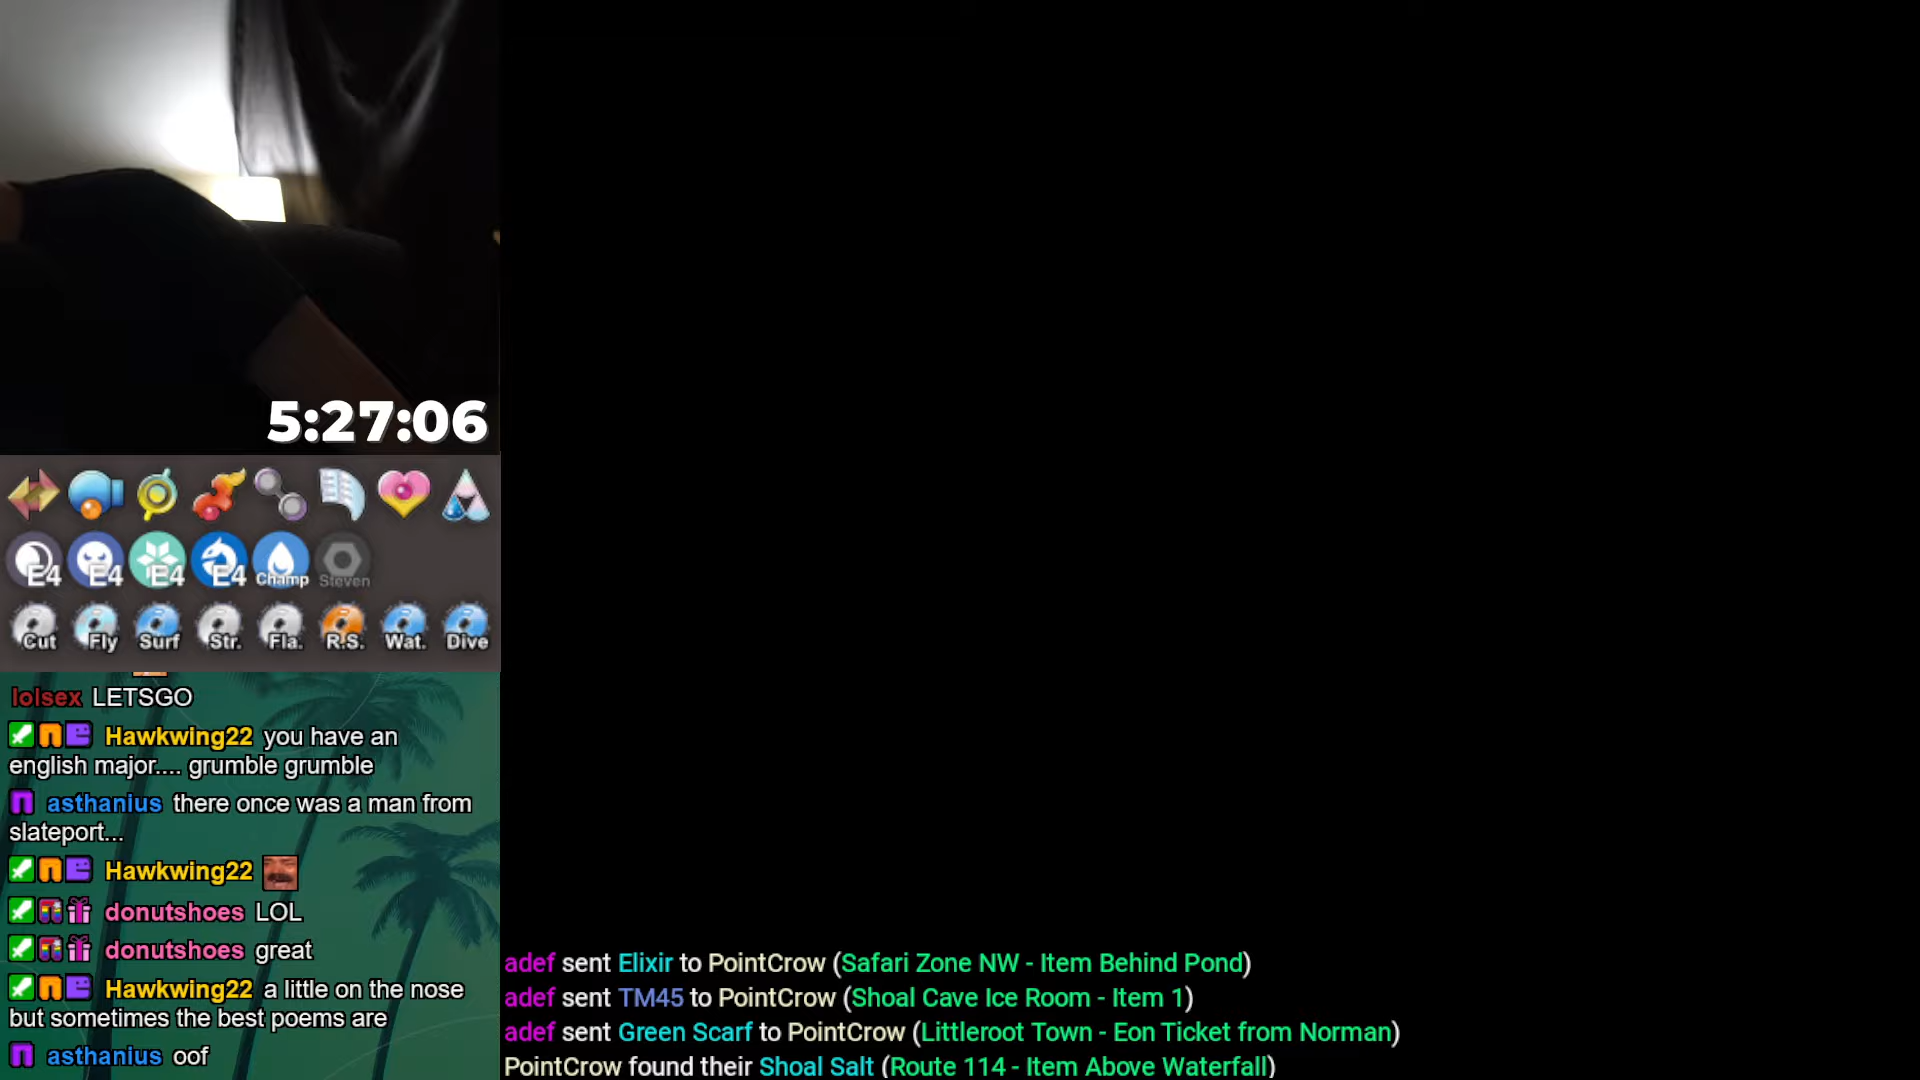 5:27:06
E4 E4 E4 E4 Champ Steven
Cut Fly Surf Str. Fla. R.S. Wat. Dive
lolsex LETSGO
Hawkwing22 you have an
english major.... grumble grumble
asthanius there once was a man from
slateport...
Hawkwing22
donutshoes LOL
donutshoes great
Hawkwing22 a little on the nose
but sometimes the best poems are
asthanius oof
adef sent Elixir to PointCrow (Safari Zone NW - Item Behind Pond)
adef sent TM45 to PointCrow (Shoal Cave Ice Room - Item 1)
adef sent Green Scarf to PointCrow (Littleroot Town - Eon Ticket from Norman)
PointCrow found their Shoal Salt (Route 114 - Item Above Waterfall)